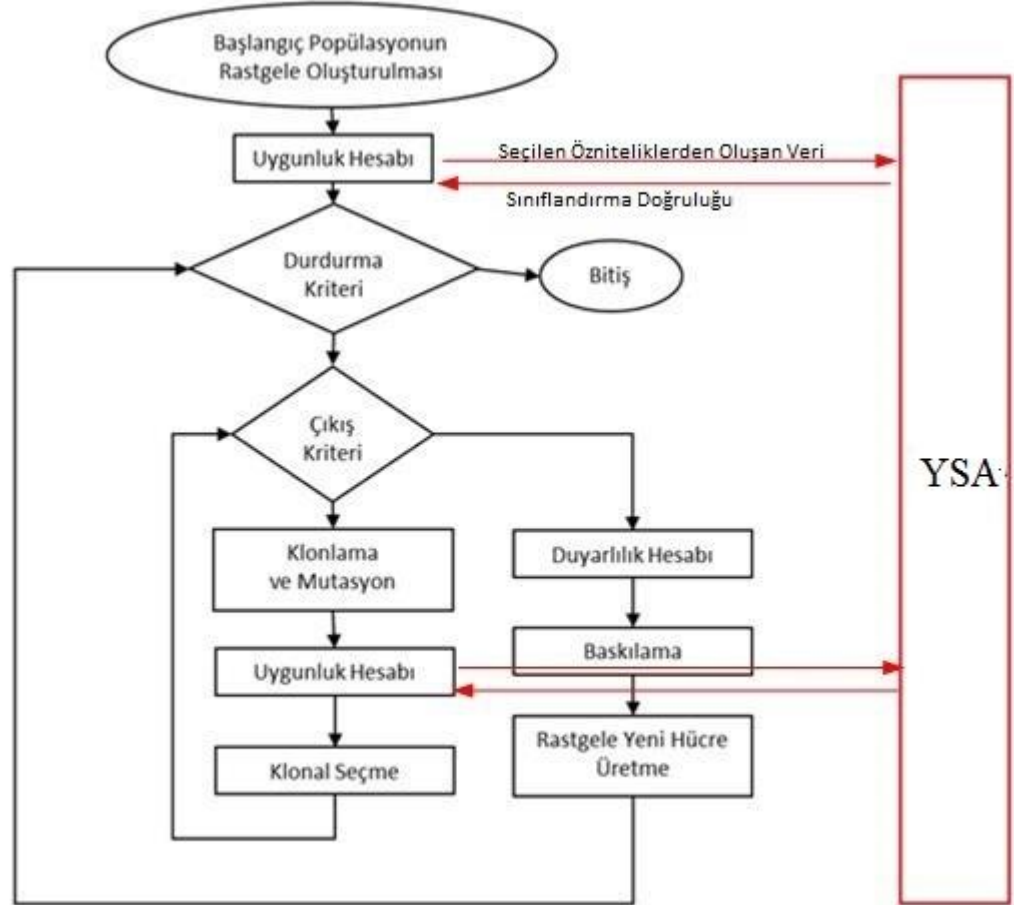 Başlangıç Popülasyonun
Rastgele Oluşturulması
Uygunluk Hesabı
Seçilen Özniteliklerden Oluşan Veri
Sınıflandırma Doğruluğu
Durdurma
Kriteri
Bitiş
Çıkış
Kriteri
YSA
Klonlama
ve Mutasyon
Duyarlılık Hesabı
Uygunluk Hesabı
Baskılama
Klonal Seçme
Rastgele Yeni Hücre
Üretme